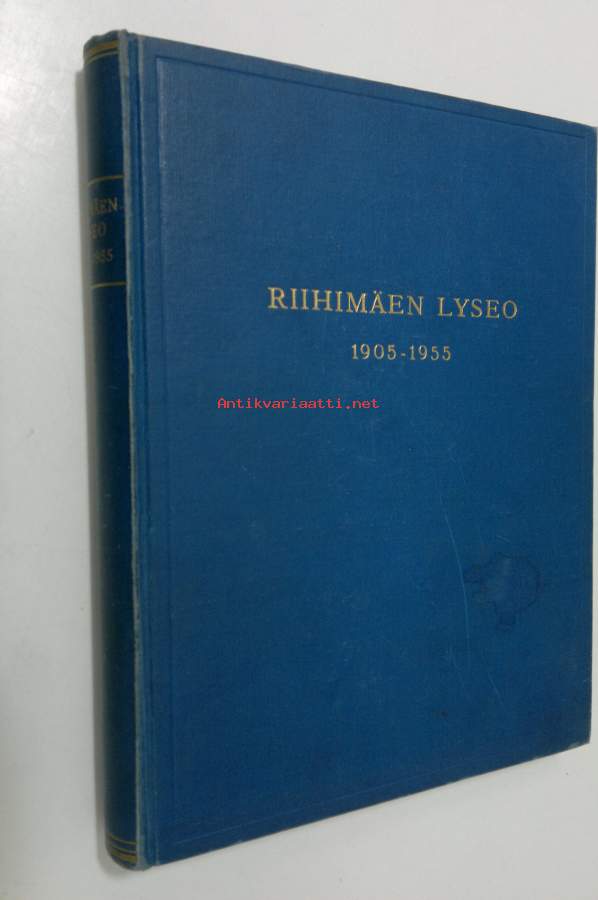 RIIHIMÄEN LYSEO
1905-1955
Antikvariaatti.net